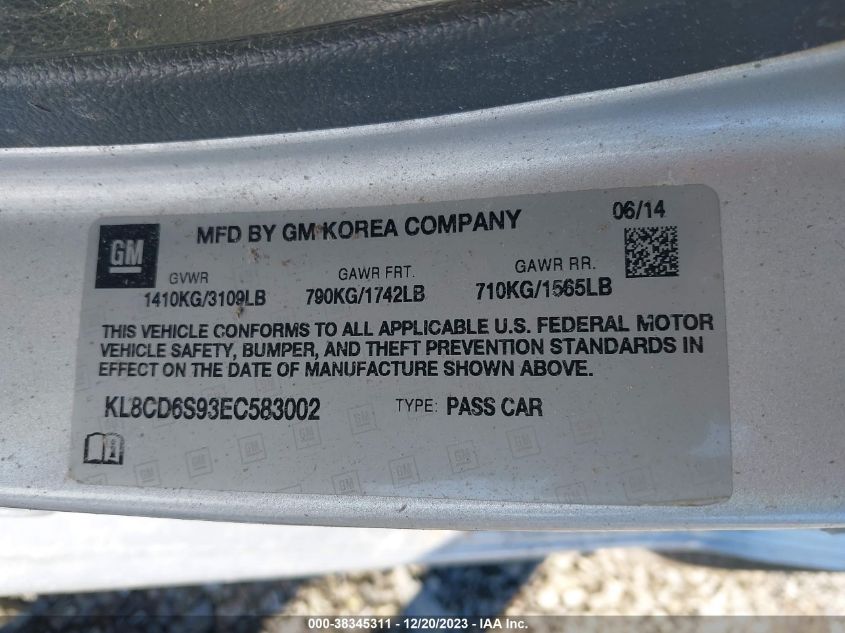 GM
MFD BY GM KOREA COMPANY
06/14
GVWR
1410KG/3109LB
GAWR FRT.
790KG/1742LB
GAWR RR.
710KG/1565LB
THIS VEHICLE CONFORMS TO ALL APPLICABLE U.S. FEDERAL MOTOR
VEHICLE SAFETY, BUMPER, AND THEFT PREVENTION STANDARDS IN
EFFECT ON THE DATE OF MANUFACTURE SHOWN ABOVE.
KL8CD6S93EC583002
TYPE: PASS CAR
000-38345311 - 12/20/2023 - IAA Inc.